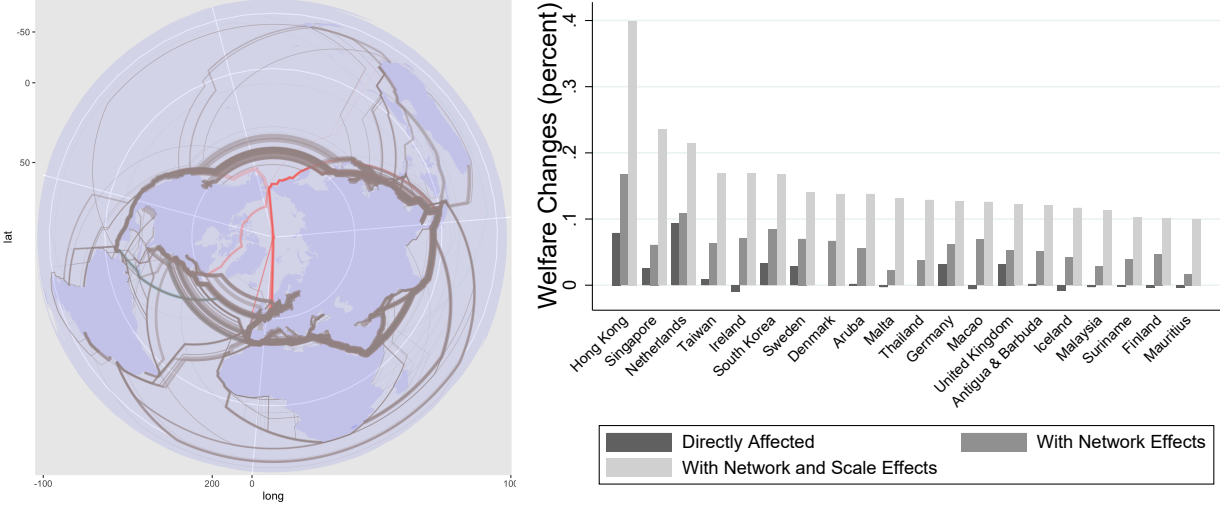 -50
0
50
lat
-100
200
0
100
long
Welfare Changes (percent)
.4
.3
.2
.1
0
Hong Kong
Singapore
Netherlands
Taiwan
Ireland
South Korea
Sweden
Denmark
Aruba
Malta
Thailand
Germany
Macao
United Kingdom
Antigua & Barbuda
Iceland
Malaysia
Suriname
Finland
Mauritius
Directly Affected
With Network Effects
With Network and Scale Effects